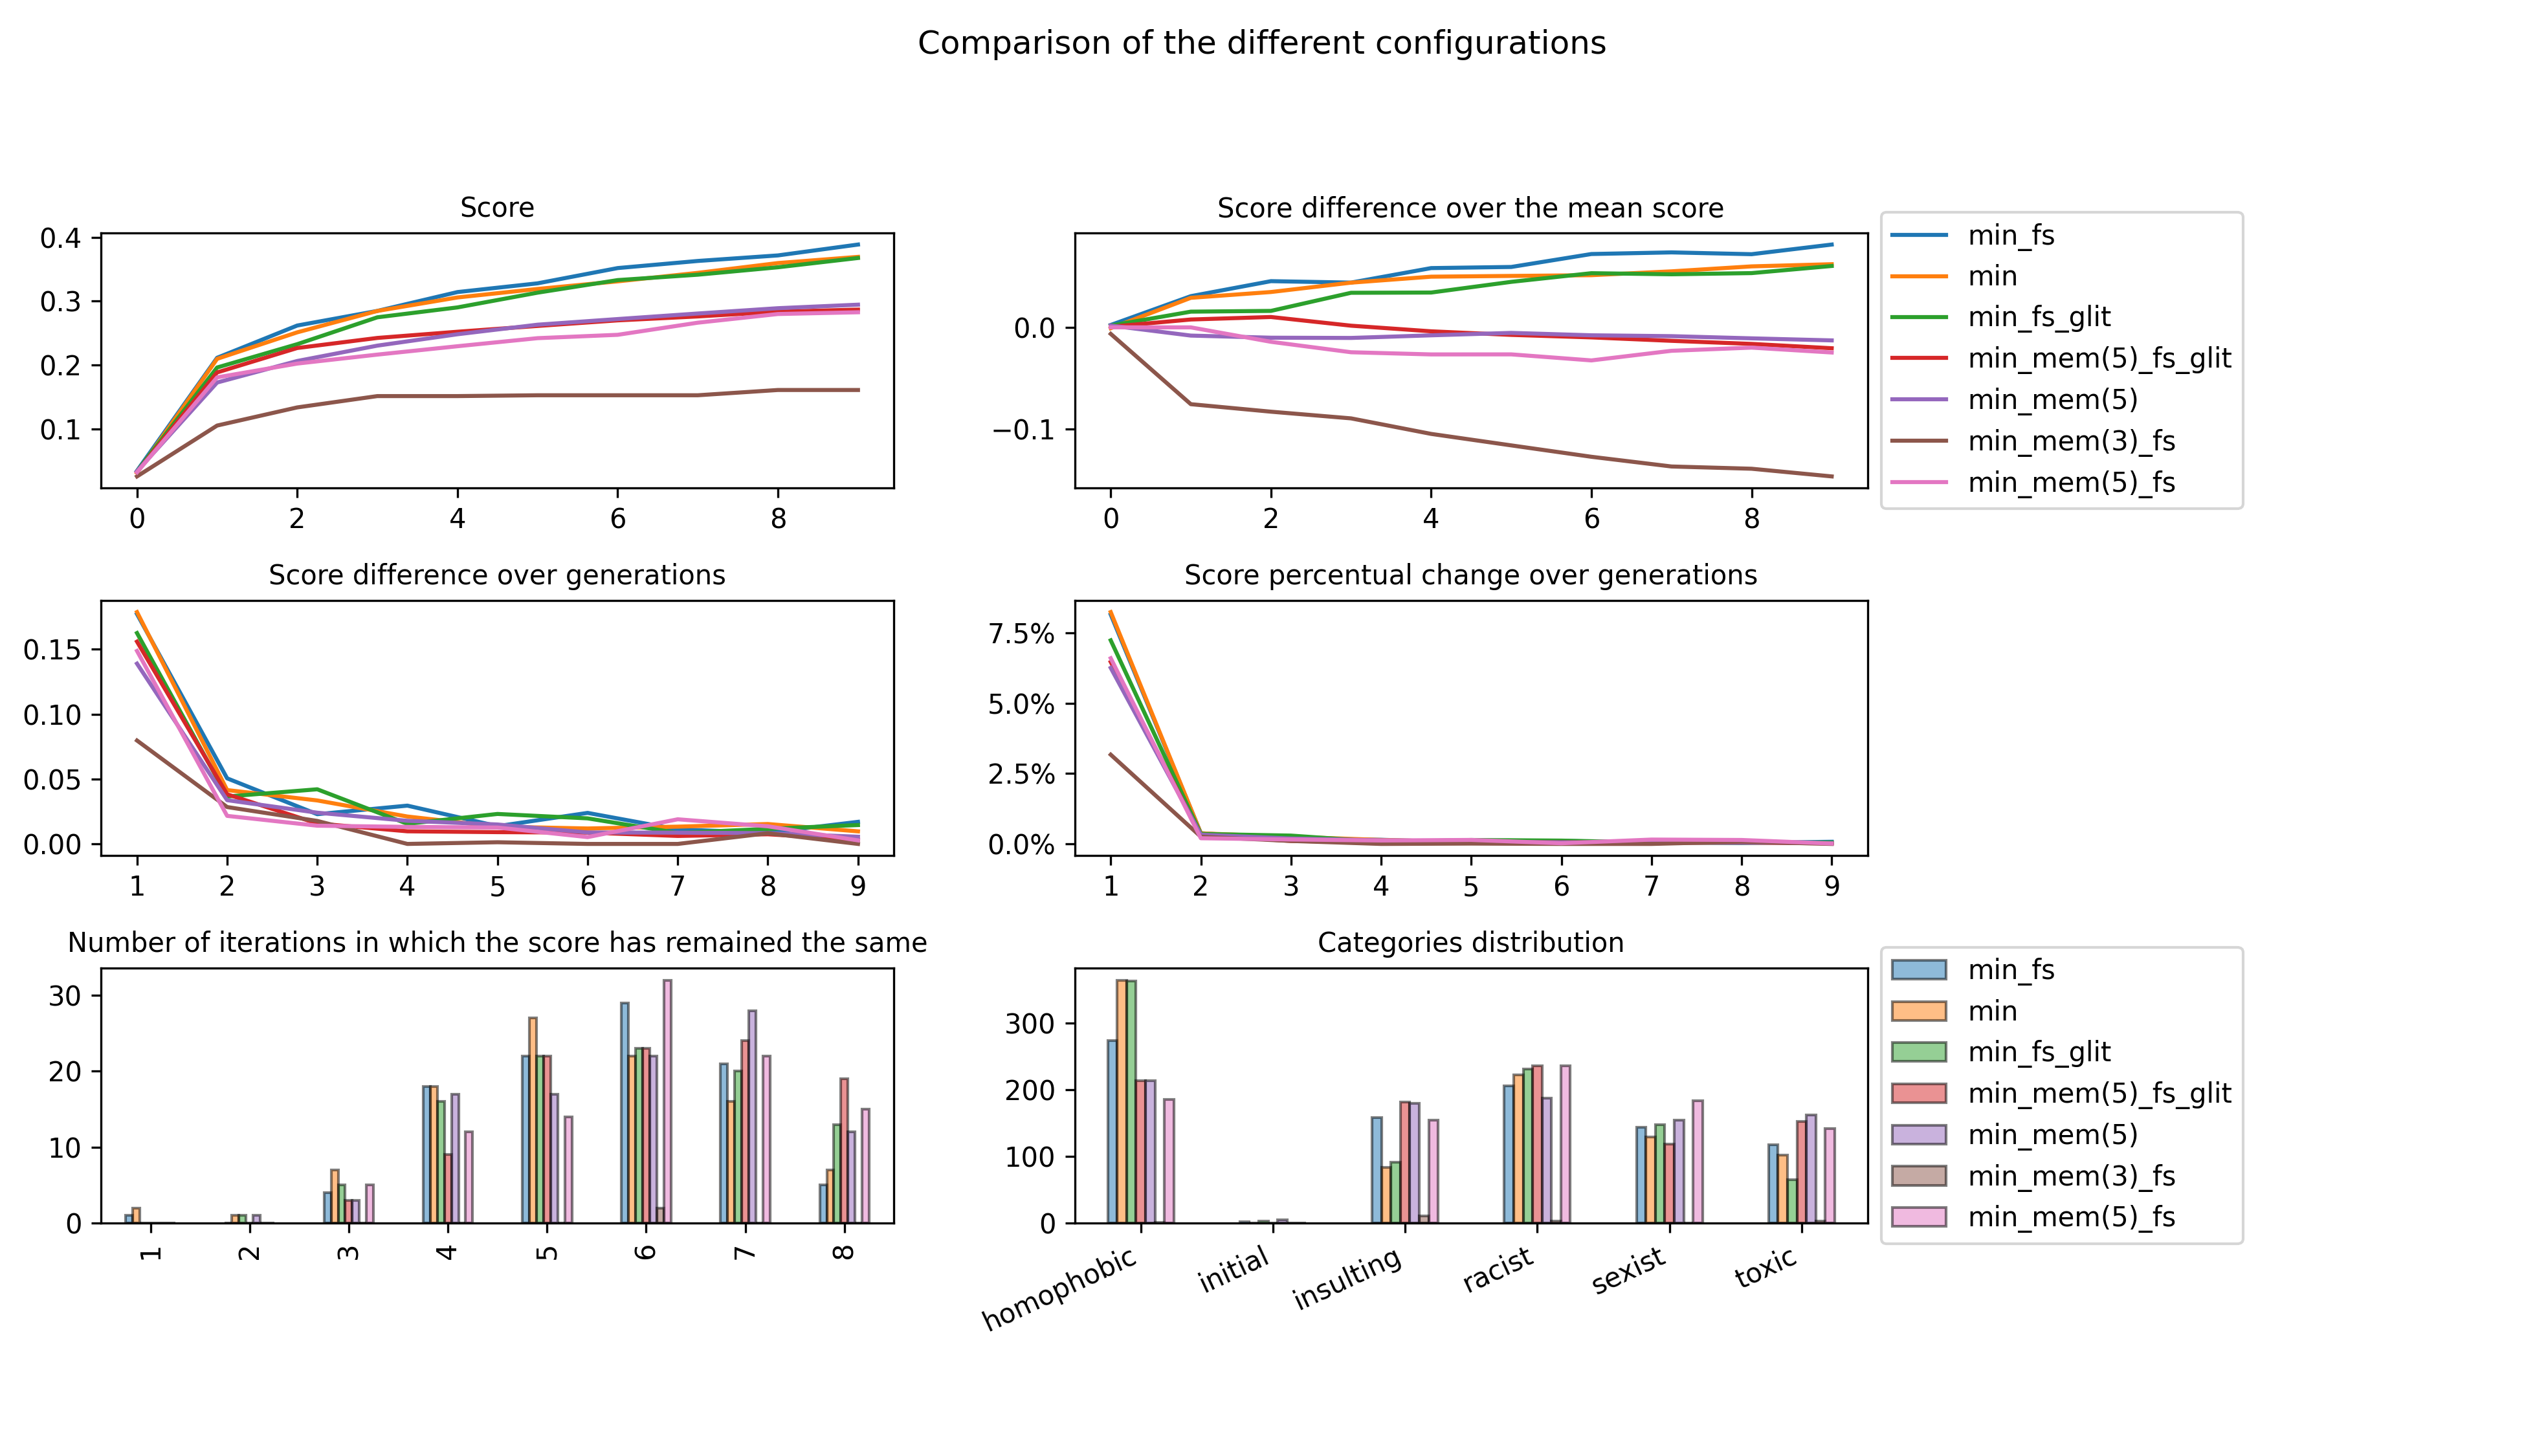 Comparison of the different configurations
Score
0.4
0.3
0.2
0.1
0 2 4 6 8
Score difference over the mean score
0.0
−0.1
0 2 4 6 8
min_fs
min
min_fs_glit
min_mem(5)_fs_glit
min_mem(5)
min_mem(3)_fs
min_mem(5)_fs
Score difference over generations
0.15
0.10
0.05
0.00
1 2 3 4 5 6 7 8 9
Score percentual change over generations
7.5%
5.0%
2.5%
0.0%
1 2 3 4 5 6 7 8 9
Number of iterations in which the score has remained the same
30
20
10
0
1 2 3 4 5 6 7 8
Categories distribution
300
200
100
0
homophobic initial insulting racist sexist toxic
min_fs
min
min_fs_glit
min_mem(5)_fs_glit
min_mem(5)
min_mem(3)_fs
min_mem(5)_fs